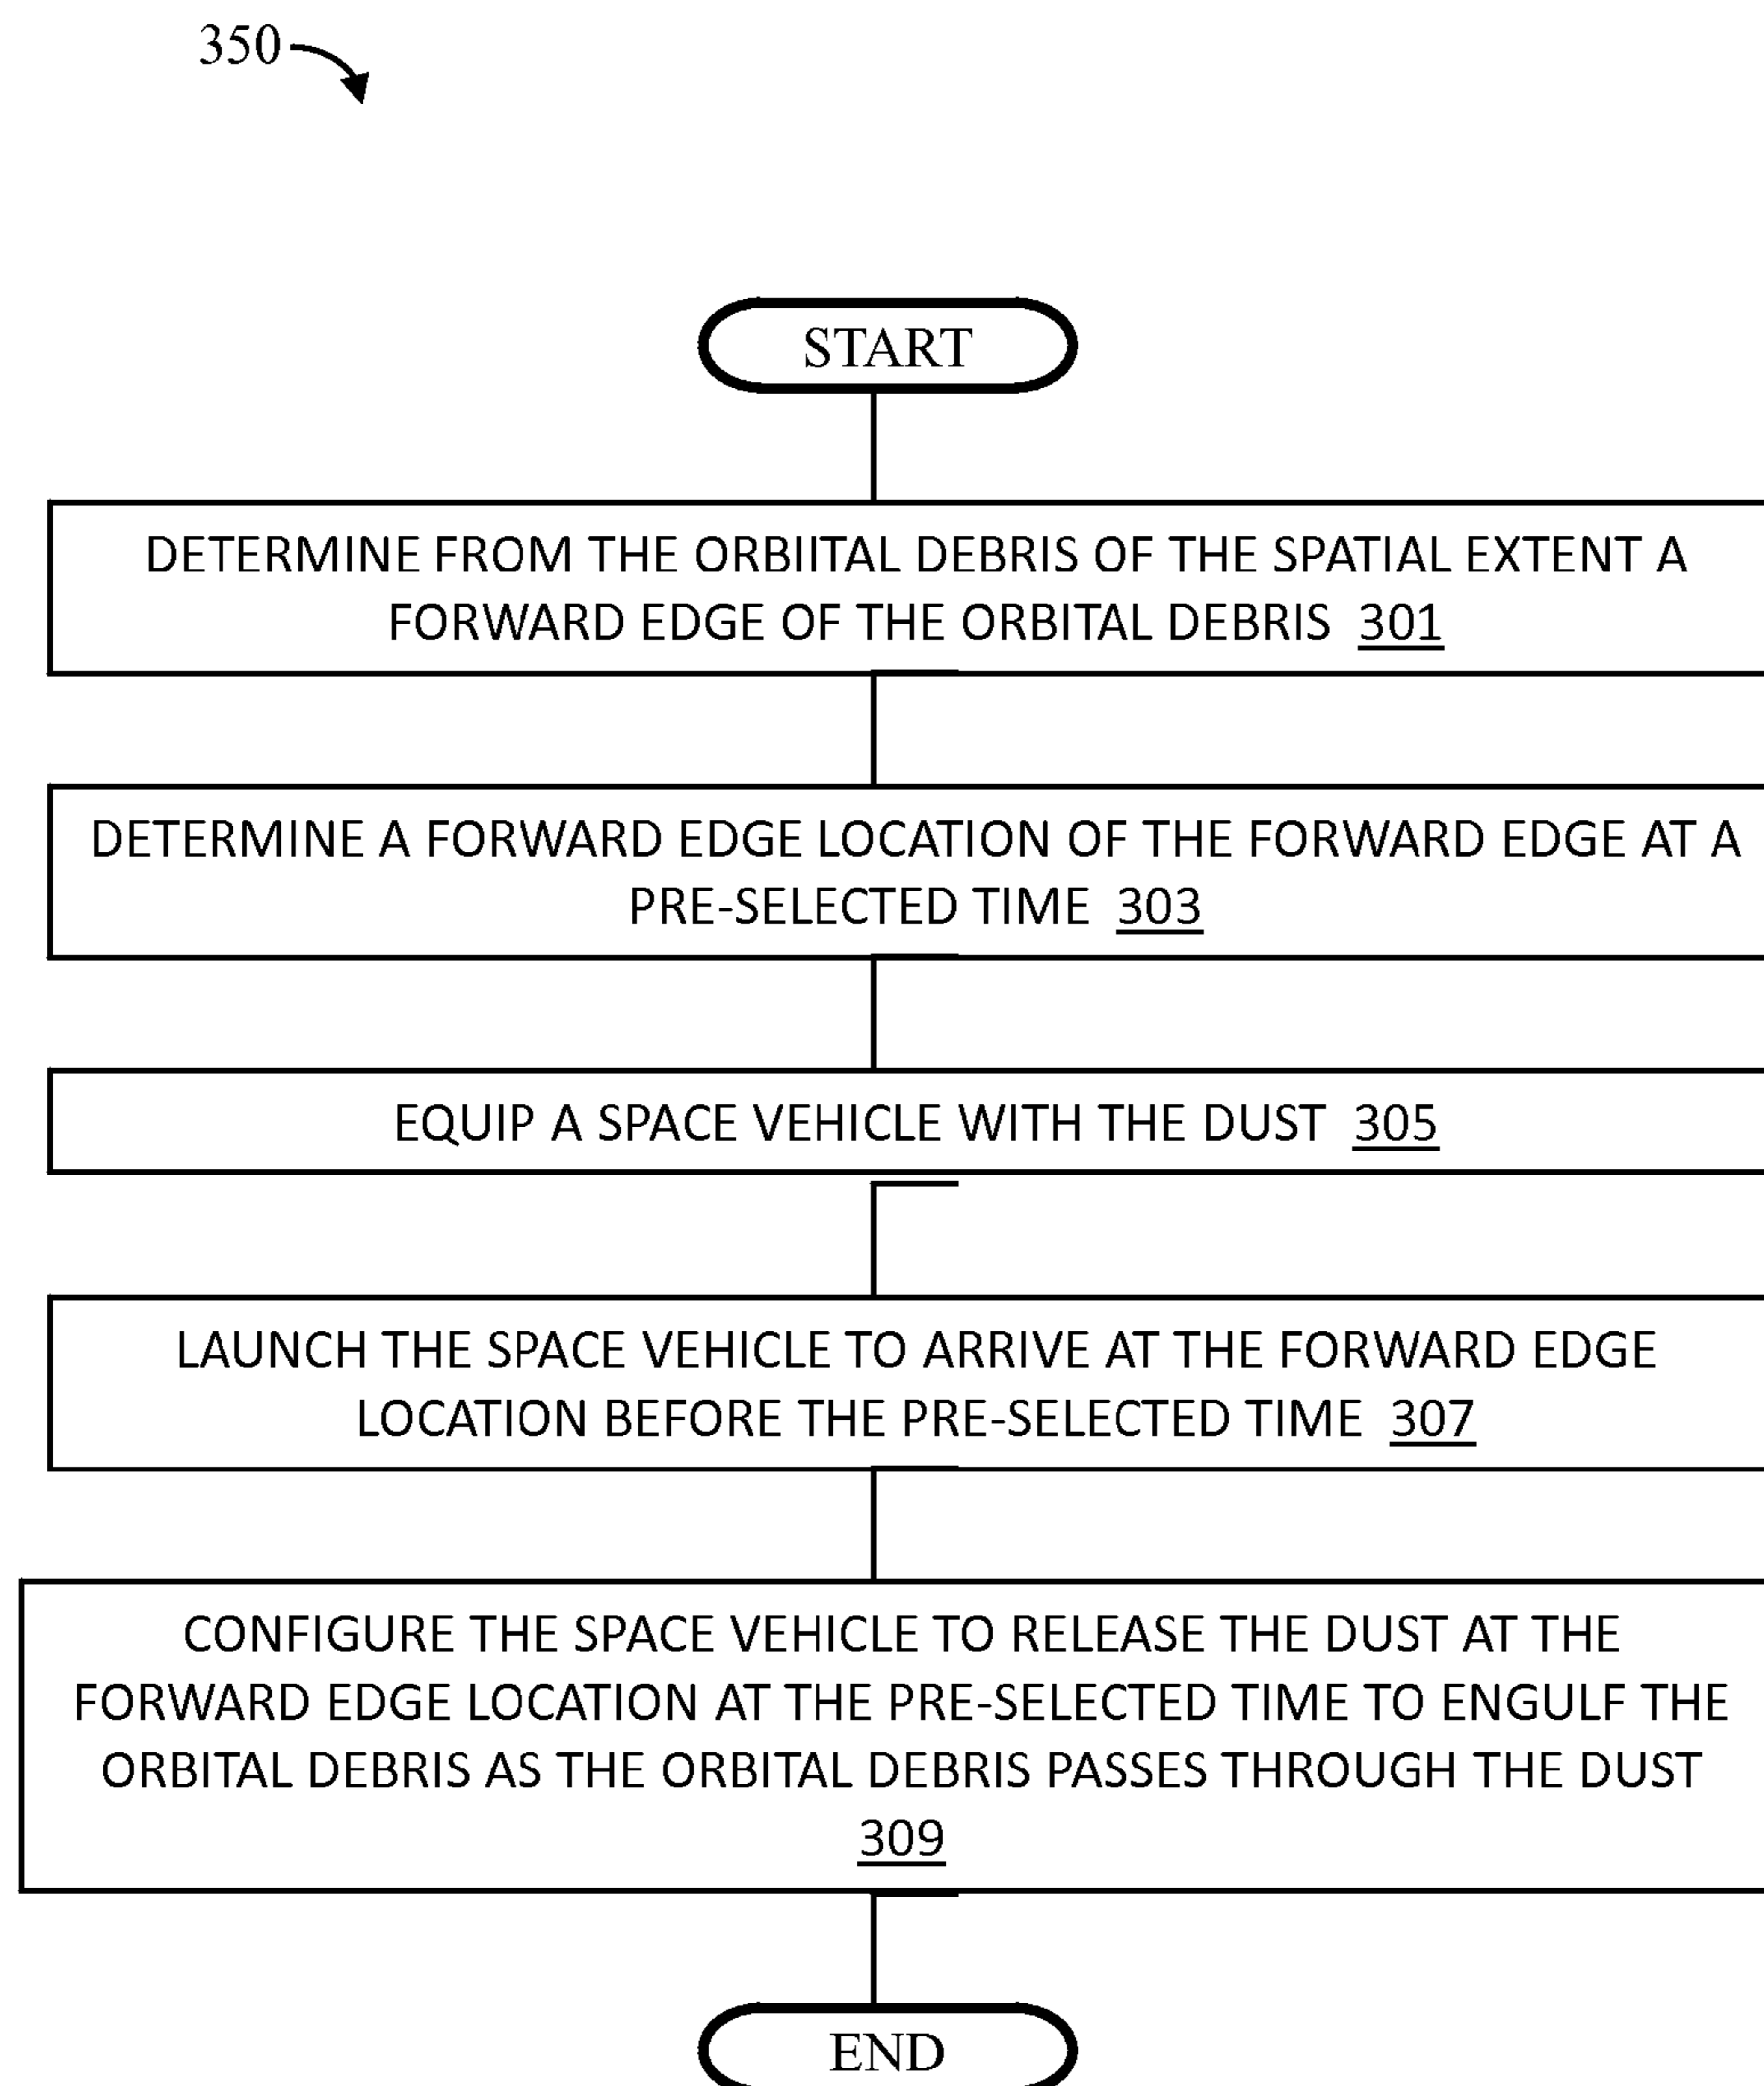 350
START
DETERMINE FROM THE ORBIITAL DEBRIS OF THE SPATIAL EXTENT A
FORWARD EDGE OF THE ORBITAL DEBRIS 301
DETERMINE A FORWARD EDGE LOCATION OF THE FORWARD EDGE AT A
PRE-SELECTED TIME 303
EQUIP A SPACE VEHICLE WITH THE DUST 305
LAUNCH THE SPACE VEHICLE TO ARRIVE AT THE FORWARD EDGE
LOCATION BEFORE THE PRE-SELECTED TIME 307
CONFIGURE THE SPACE VEHICLE TO RELEASE THE DUST AT THE
FORWARD EDGE LOCATION AT THE PRE-SELECTED TIME TO ENGULF THE
ORBITAL DEBRIS AS THE ORBITAL DEBRIS PASSES THROUGH THE DUST
309
END